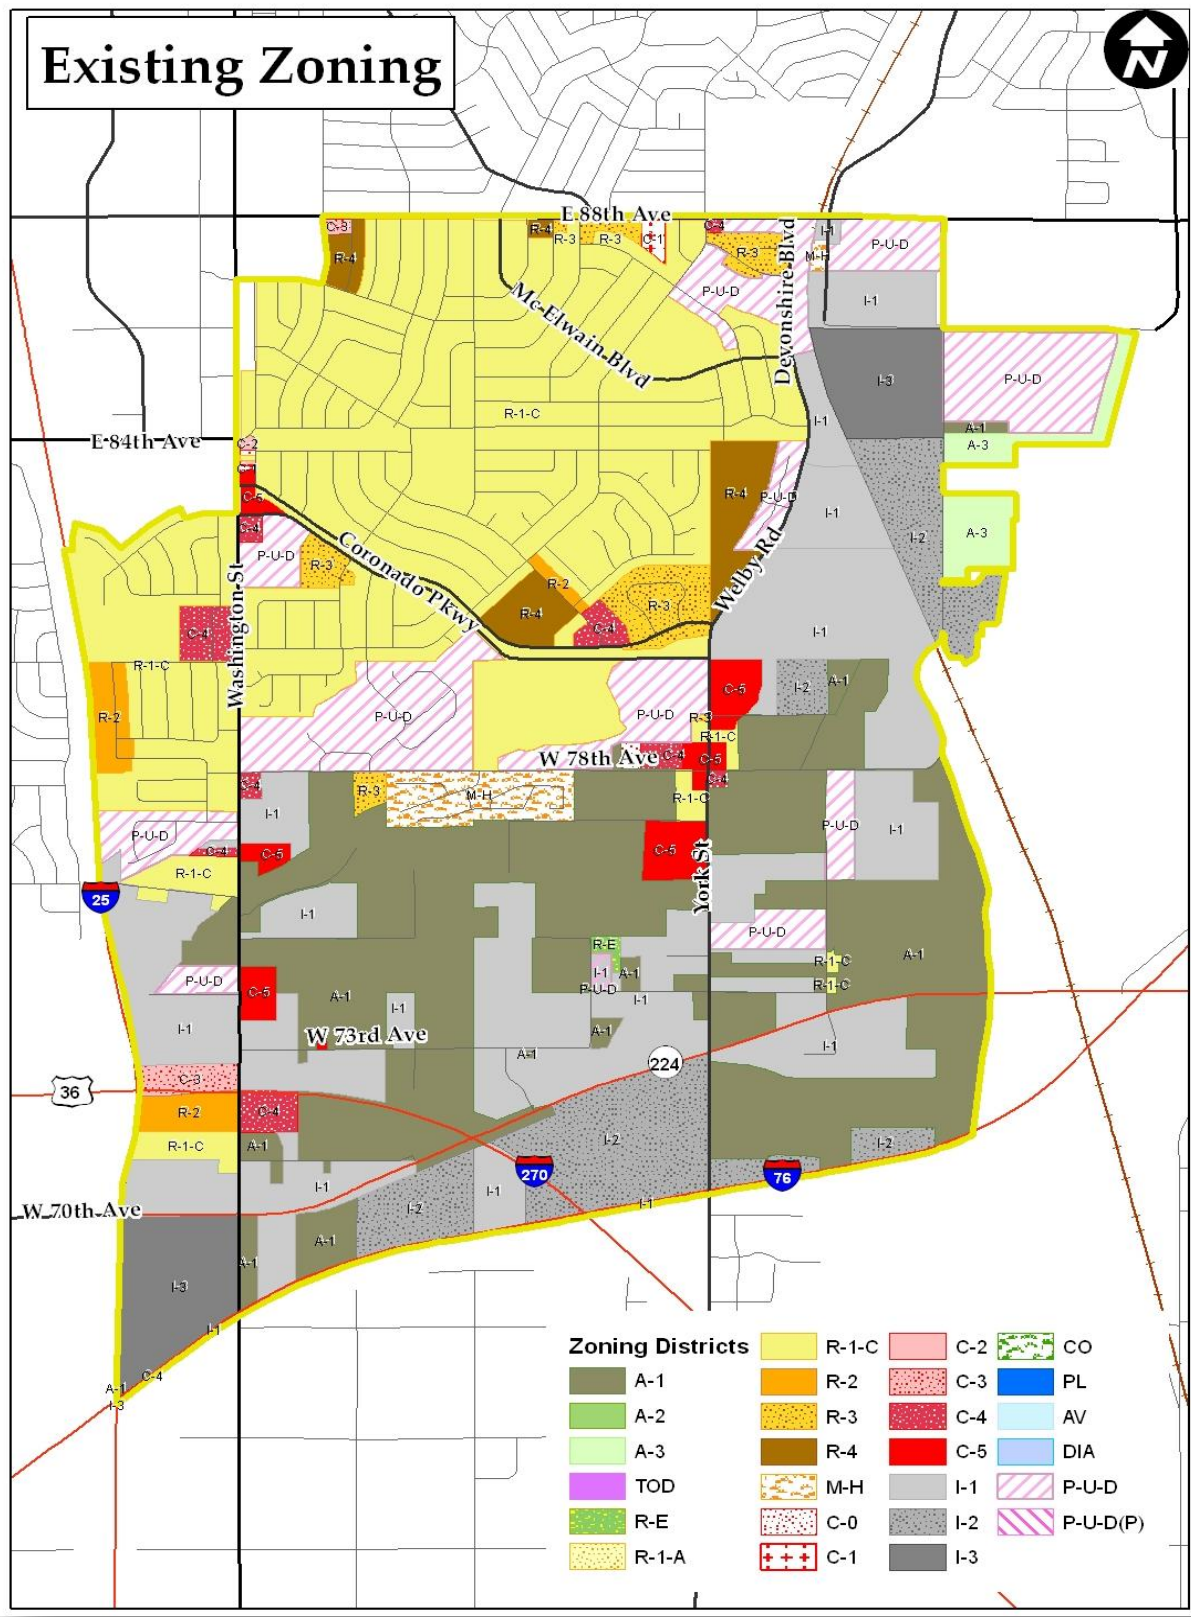 Existing Zoning
N
E 88th Ave
C-3
R-4
R-4
R-3
R-3
C-1
C-4
R-3
I-1
M-H
P-U-D
P-U-D
Devonshire Blvd
I-1
Mc Elwain Blvd
I-3
P-U-D
R-1-C
I-1
A-1
A-3
E 84th Ave
C-2
C-5
R-4
P-U-D
I-1
I-2
A-3
C-4
P-U-D
R-3
Coronado Pkwy
Welby Rd
R-2
R-4
R-3
C-4
I-1
Washington St
C-4
R-1-C
R-2
P-U-D
P-U-D
C-5
I-2
A-1
R-3
R-1-C
W 78th Ave
C-4
C-5
C-4
C-4
I-1
R-3
M-H
R-1-C
P-U-D
I-1
P-U-D
C-4
C-5
C-5
York St
R-1-C
25
I-1
P-U-D
R-E
I-1
A-1
P-U-D
I-1
R-1-C
R-1-C
A-1
P-U-D
C-5
A-1
I-1
I-1
W 73rd Ave
A-1
A-1
I-1
224
C-3
36
R-2
C-4
R-1-C
A-1
I-2
I-2
270
76
I-1
I-1
I-2
I-1
W 70th Ave
A-1
A-1
I-3
I-1
C-4
A-1
I-3
Zoning Districts
A-1
A-2
A-3
TOD
R-E
R-1-A
R-1-C
R-2
R-3
R-4
M-H
C-0
C-1
C-2
C-3
C-4
C-5
I-1
I-2
I-3
CO
PL
AV
DIA
P-U-D
P-U-D(P)